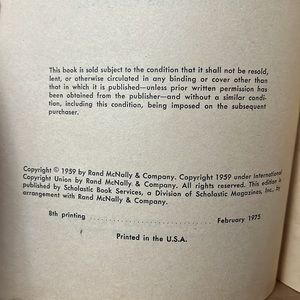 This book is sold subject to the condition that it shall not be resold,
lent, or otherwise circulated in any binding or cover other than
that in which it is published—unless prior written permission has
been obtained from the publisher—and without a similar condi-
tion, including this condition, being imposed on the subsequent
purchaser.
Copyright © 1959 by Rand McNally & Company. Copyright 1959 under International
Copyright Union by Rand McNally & Company. All rights reserved. This edition is
published by Scholastic Book Services, a Division of Scholastic Magazines, Inc., by
arrangement with Rand McNally & Company.
8th printing .......................... February 1975
Printed in the U.S.A.